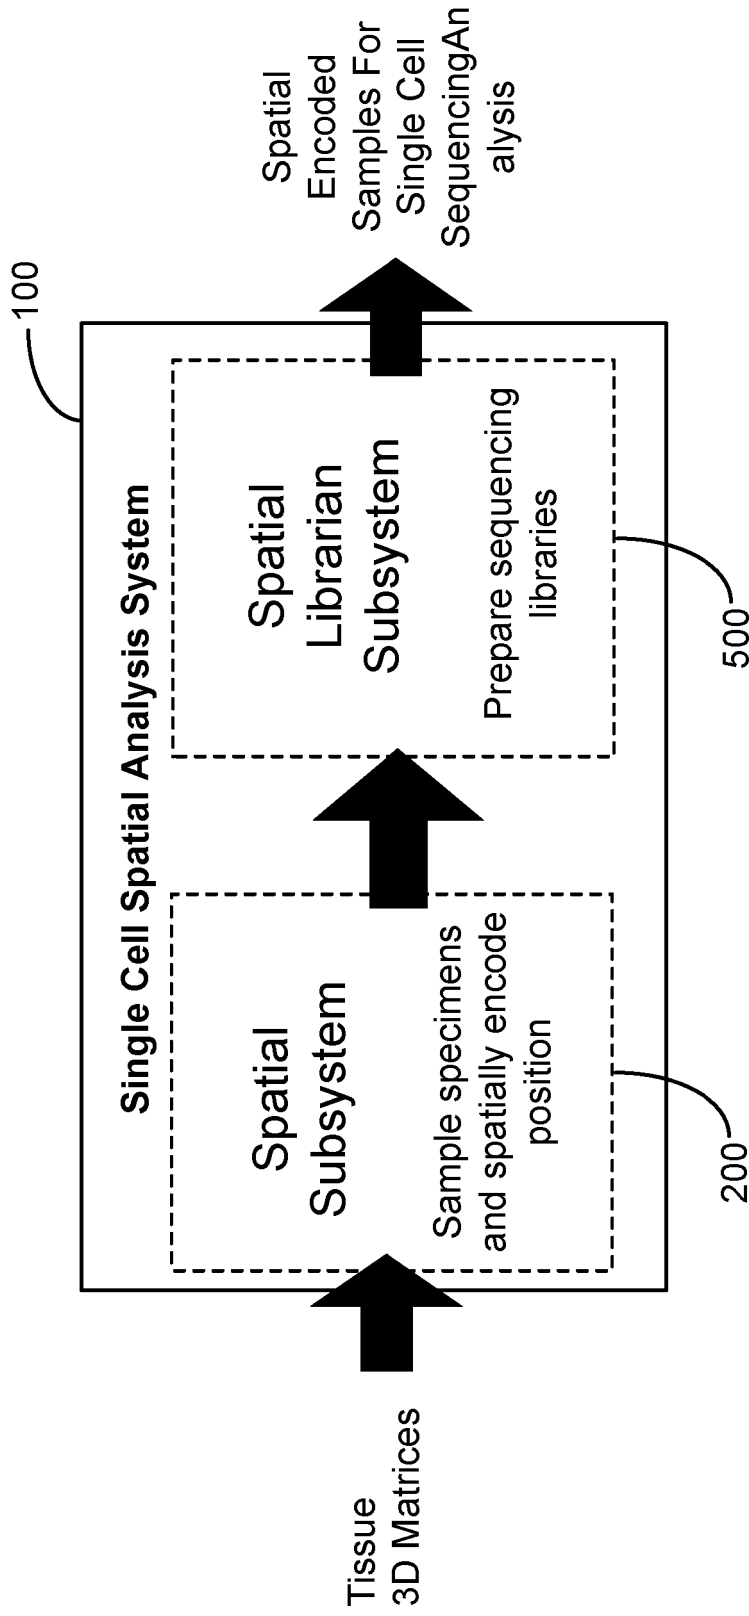 Single Cell Spatial Analysis System
100
Tissue
3D Matrices
Spatial
Subsystem
Sample specimens
and spatially encode
position
200
Spatial
Librarian
Subsystem
Prepare sequencing
libraries
500
Spatial
Encoded
Samples For
Single Cell
SequencingAn
alysis